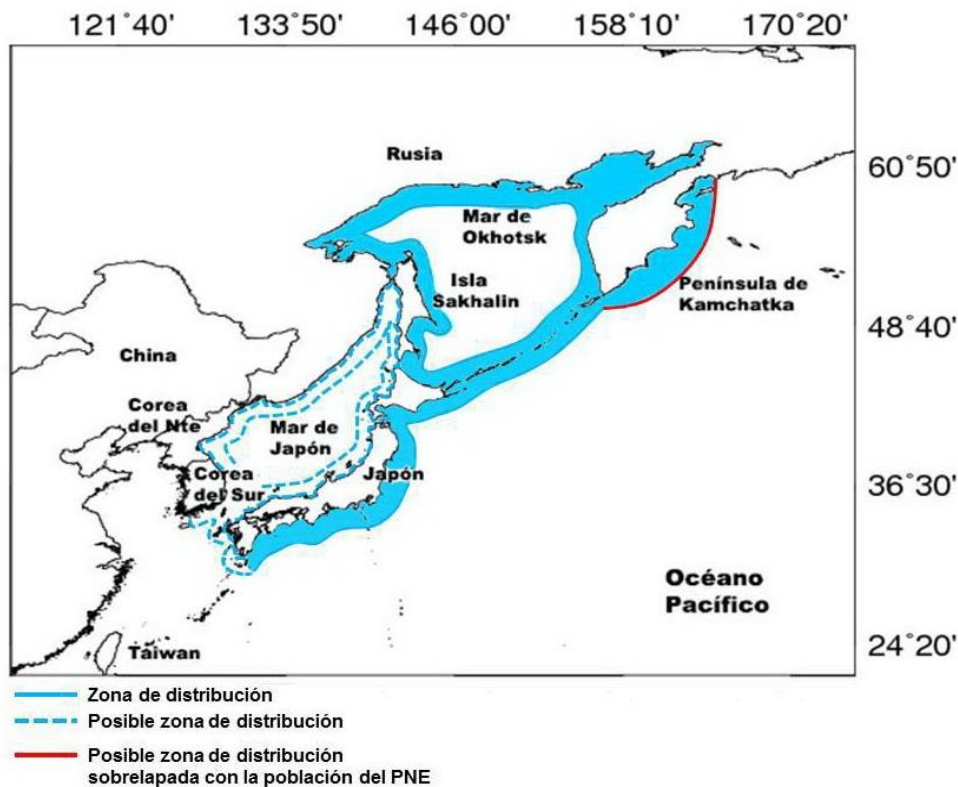 121°40' 133°50' 146°00' 158°10' 170°20'
Rusia
60°50'
Mar de
Okhotsk
Isla
Sakhalin
Península de
Kamchatka
48°40'
China
Corea
del Nte
Mar de
Japón
Corea
del Sur
Japón
36°30'
Océano
Pacífico
Taiwan
24°20'
Zona de distribución
Posible zona de distribución
Posible zona de distribución
sobrelapada con la población del PNE